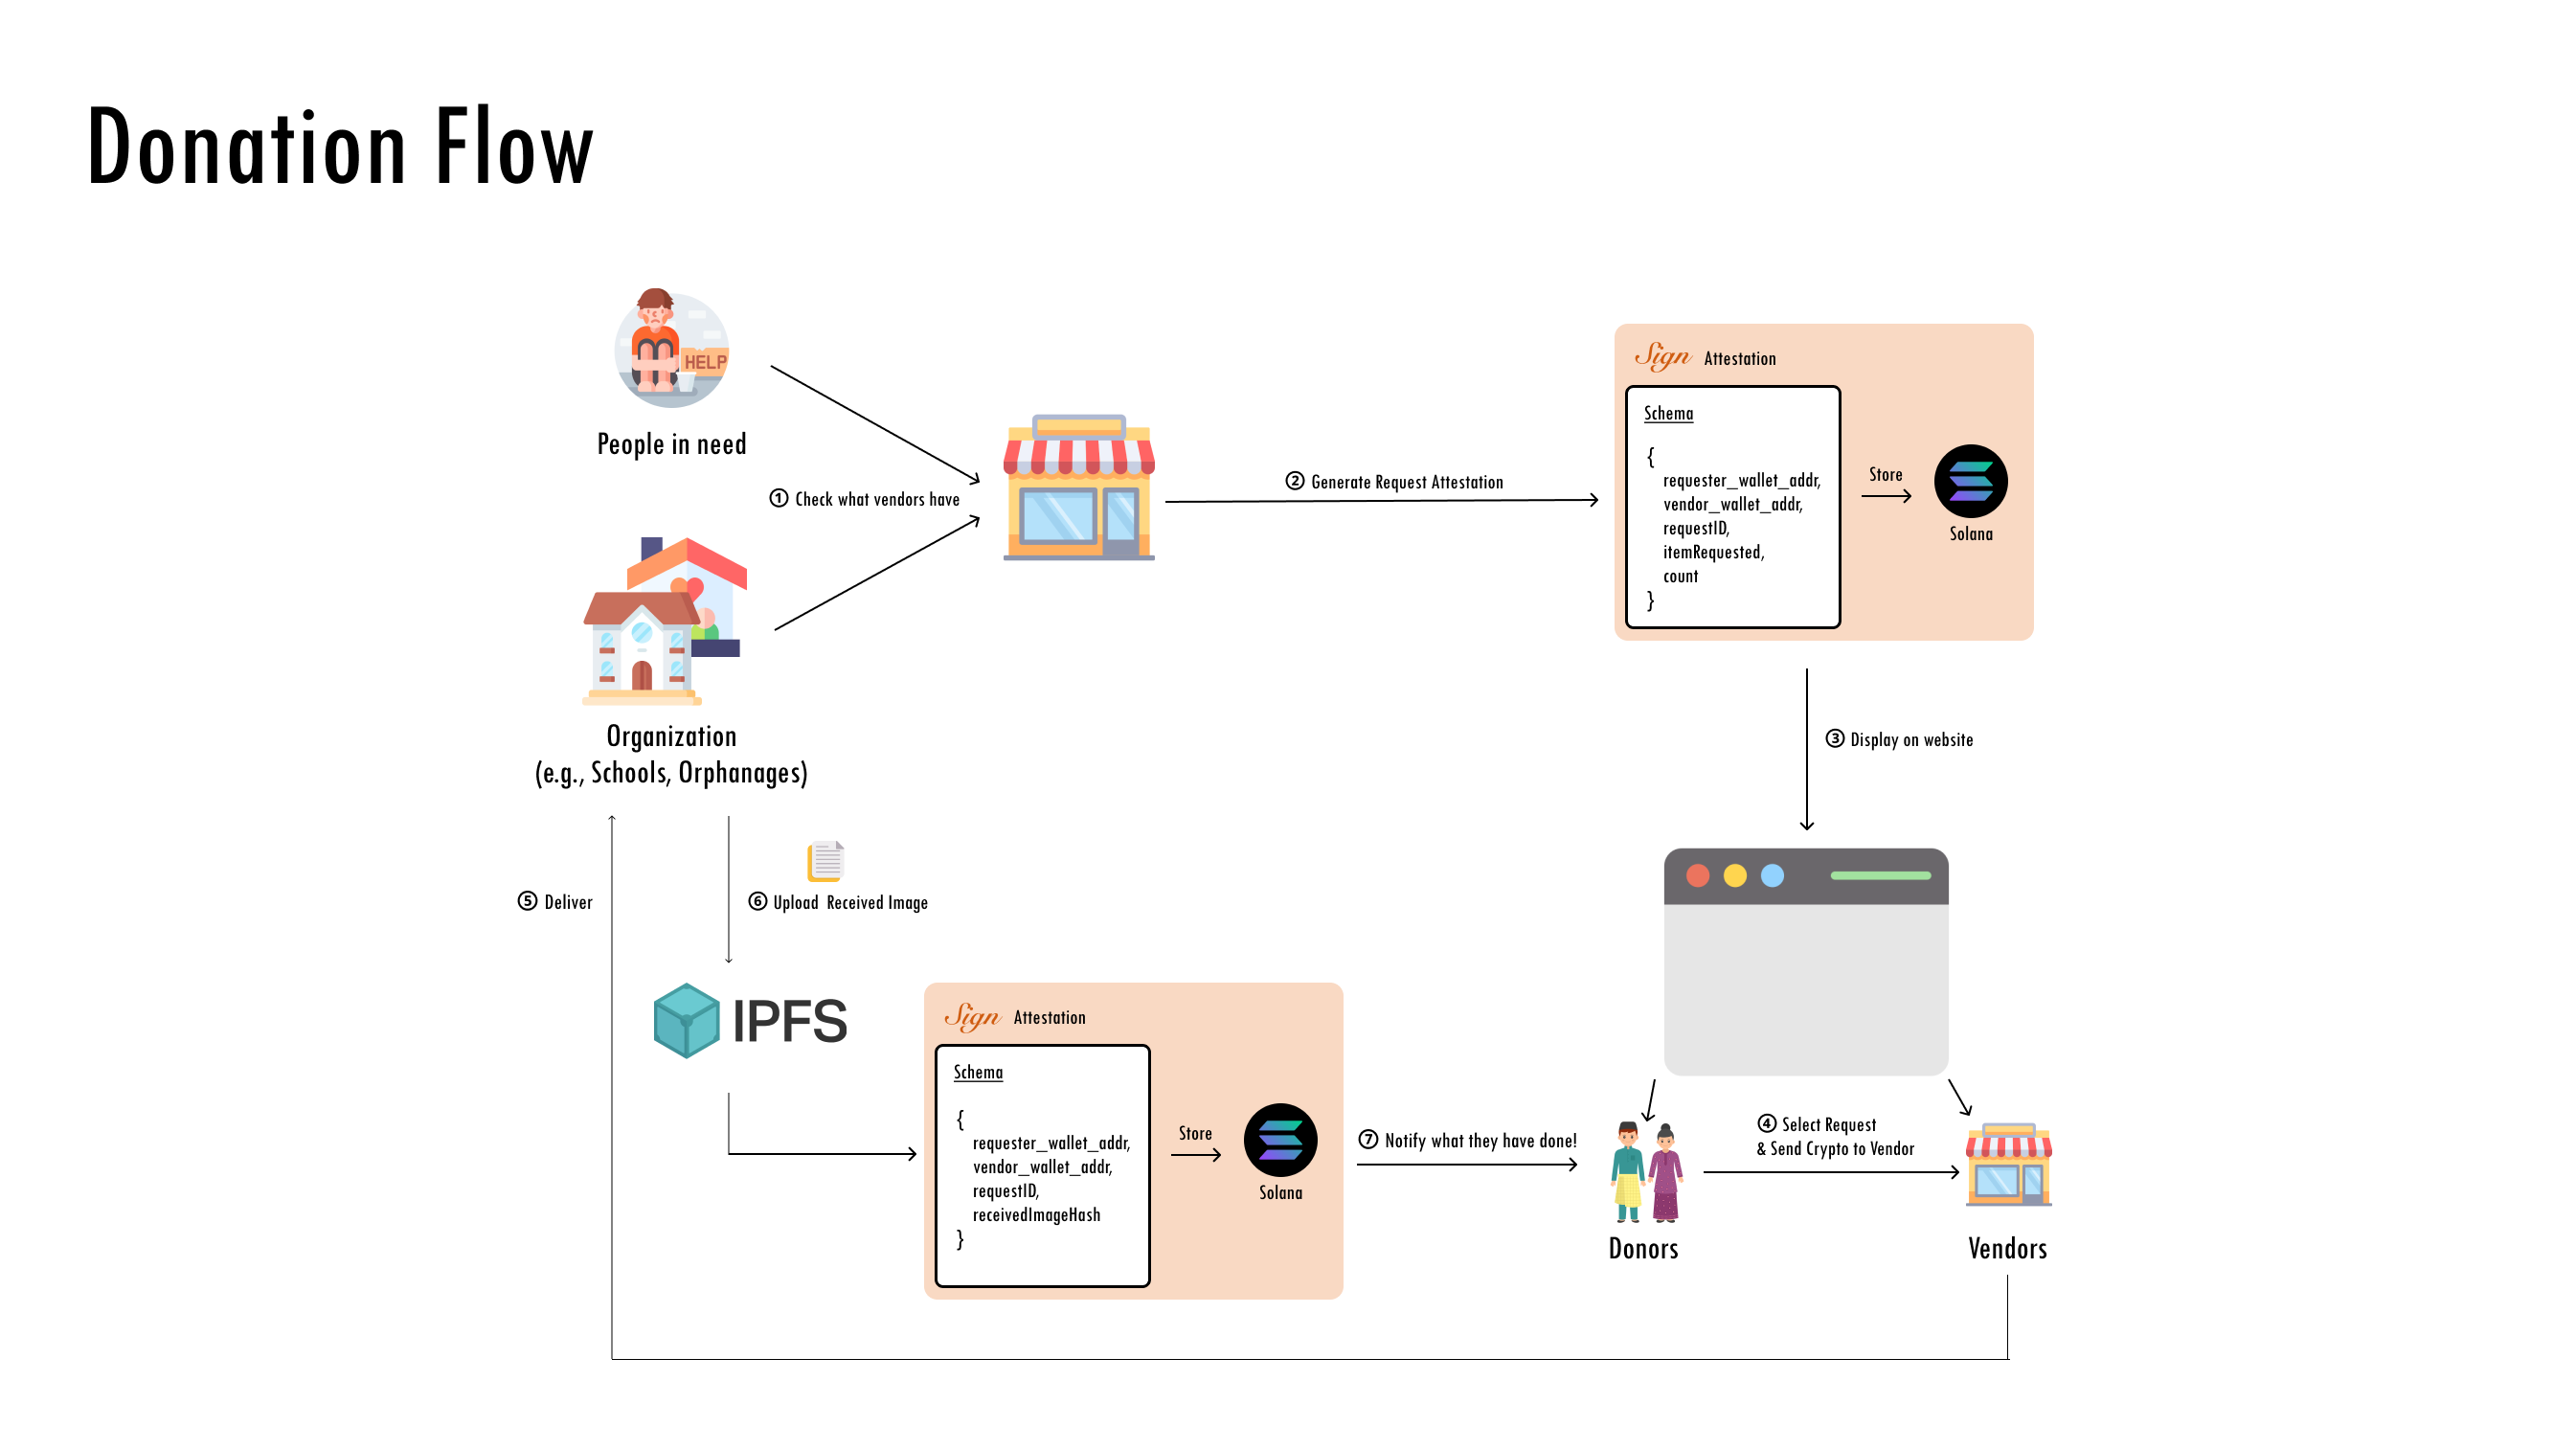 Donation Flow
HELP
People in need
① Check what vendors have
② Generate Request Attestation
Sign Attestation
Schema
{
requester_wallet_addr,
vendor_wallet_addr,
requestID,
itemRequested,
count
}
Store
Solana
Organization
(e.g., Schools, Orphanages)
③ Display on website
⑤ Deliver
⑥ Upload Received Image
IPFS
Sign Attestation
Schema
{
requester_wallet_addr,
vendor_wallet_addr,
requestID,
receivedImageHash
}
Store
Solana
⑦ Notify what they have done!
④ Select Request
& Send Crypto to Vendor
Donors
Vendors